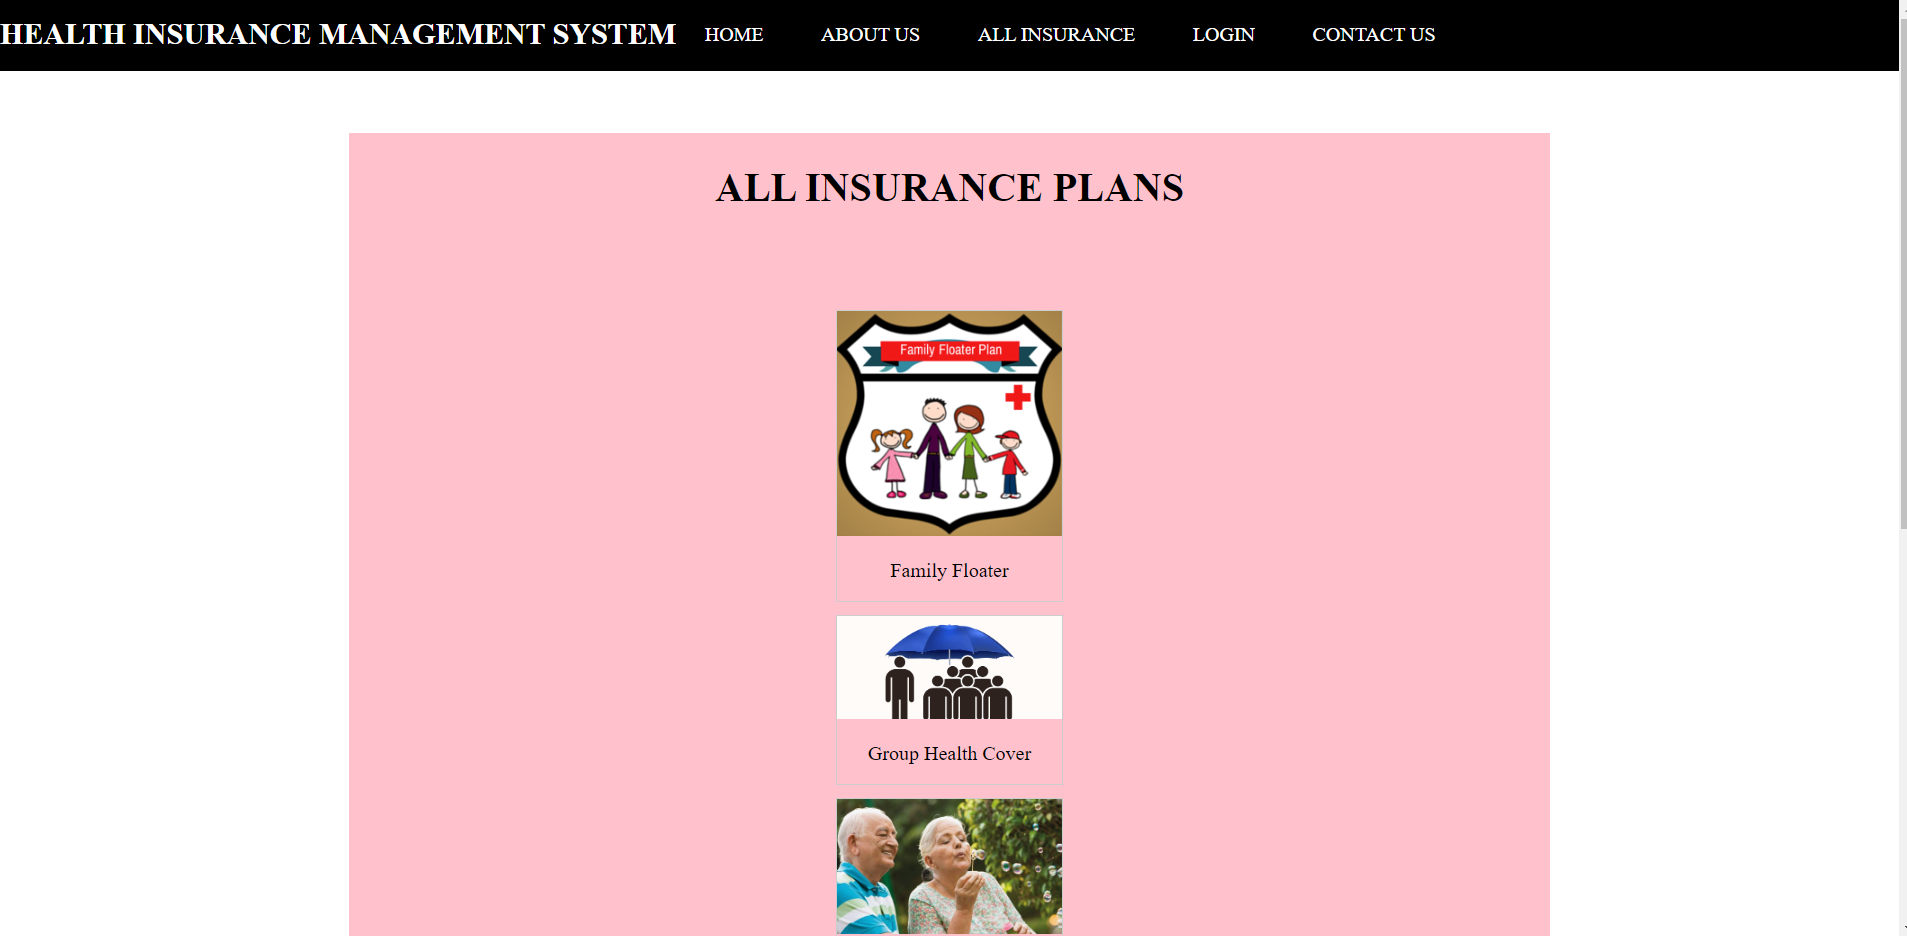 HEALTH INSURANCE MANAGEMENT SYSTEM HOME ABOUT US ALL INSURANCE LOGIN CONTACT US
ALL INSURANCE PLANS
Family Floater Plan
Family Floater
Group Health Cover